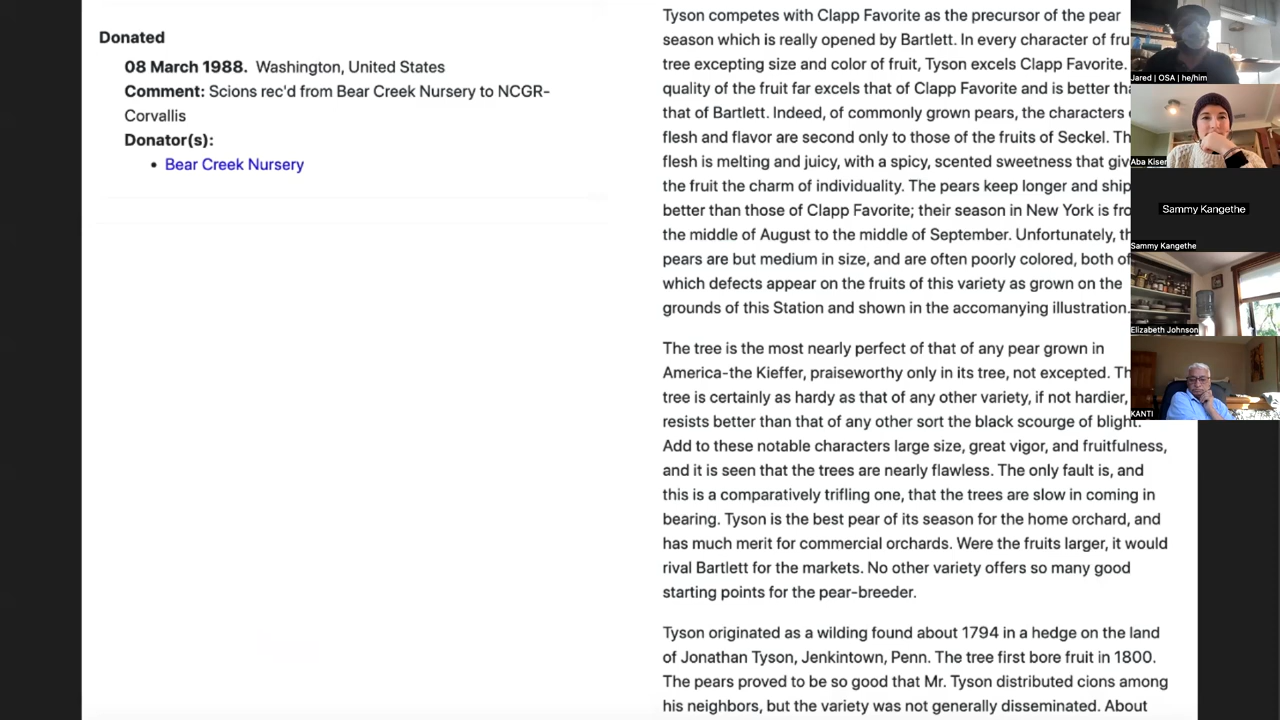 Donated
08 March 1988. Washington, United States
Comment: Scions rec'd from Bear Creek Nursery to NCGR-
Corvallis
Donator(s):
• Bear Creek Nursery
Tyson competes with Clapp Favorite as the precursor of the pear
season which is really opened by Bartlett. In every character of fru
tree excepting size and color of fruit, Tyson excels Clapp Favorite.
quality of the fruit far excels that of Clapp Favorite and is better tha
that of Bartlett. Indeed, of commonly grown pears, the characters
flesh and flavor are second only to those of the fruits of Seckel. Th
flesh is melting and juicy, with a spicy, scented sweetness that giv
the fruit the charm of individuality. The pears keep longer and ship
better than those of Clapp Favorite; their season in New York is fro
the middle of August to the middle of September. Unfortunately, th
pears are but medium in size, and are often poorly colored, both of
which defects appear on the fruits of this variety as grown on the
grounds of this Station and shown in the accomanying illustration.
The tree is the most nearly perfect of that of any pear grown in
America-the Kieffer, praiseworthy only in its tree, not excepted. Th
tree is certainly as hardy as that of any other variety, if not hardier,
resists better than that of any other sort the black scourge of blight.
Add to these notable characters large size, great vigor, and fruitfulness,
and it is seen that the trees are nearly flawless. The only fault is, and
this is a comparatively trifling one, that the trees are slow in coming in
bearing. Tyson is the best pear of its season for the home orchard, and
has much merit for commercial orchards. Were the fruits larger, it would
rival Bartlett for the markets. No other variety offers so many good
starting points for the pear-breeder.
Tyson originated as a wilding found about 1794 in a hedge on the land
of Jonathan Tyson, Jenkintown, Penn. The tree first bore fruit in 1800.
The pears proved to be so good that Mr. Tyson distributed cions among
his neighbors, but the variety was not generally disseminated. About
Jared | OSA | he/him
Aba Kiser
Sammy Kangethe
Sammy Kangethe
Elizabeth Johnson
KANTI